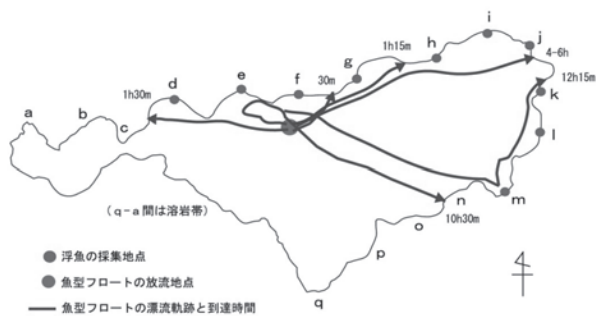 i
h
j
1h15m
g
4-6h
30m
12h15m
e
f
1h30m
d
k
a
b
c
l
m
n
(q-a間は溶岩帯)
10h30m
o
p
q
浮魚の採集地点
魚型フロートの放流地点
魚型フロートの漂流軌跡と到達時間